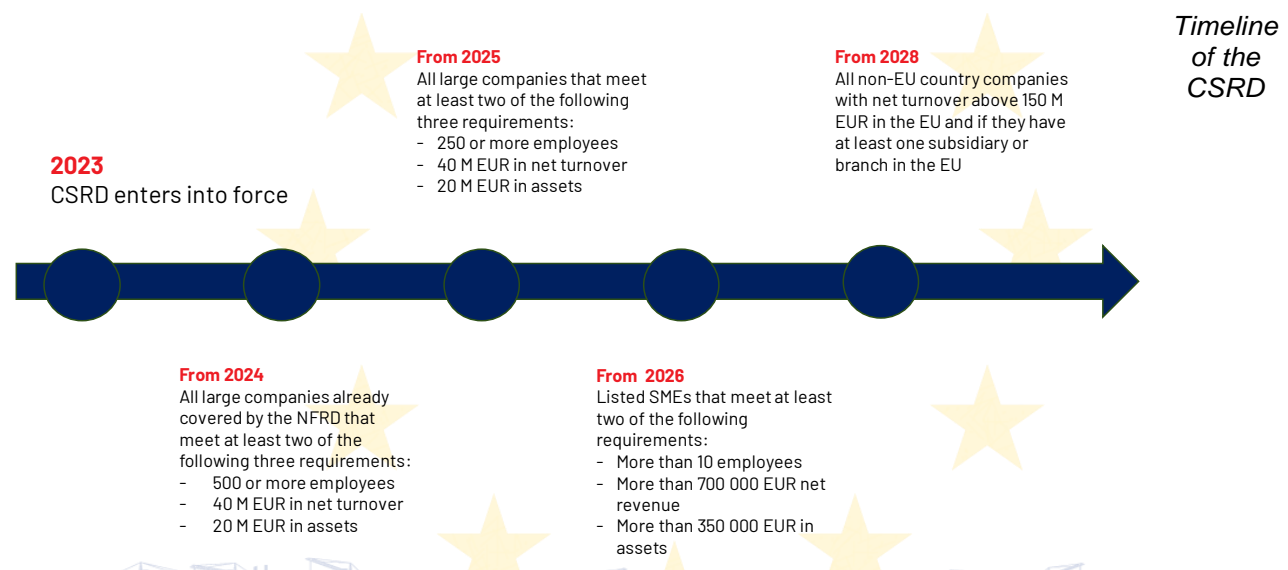 Timeline
of the
CSRD
2023
CSRD enters into force
From 2024
All large companies already
covered by the NFRD that
meet at least two of the
following three requirements:
- 500 or more employees
- 40 M EUR in net turnover
- 20 M EUR in assets
From 2025
All large companies that meet
at least two of the following
three requirements:
- 250 or more employees
- 40 M EUR in net turnover
- 20 M EUR in assets
From 2026
Listed SMEs that meet at least
two of the following
requirements:
- More than 10 employees
- More than 700 000 EUR net
revenue
- More than 350 000 EUR in
assets
From 2028
All non-EU country companies
with net turnover above 150 M
EUR in the EU and if they have
at least one subsidiary or
branch in the EU